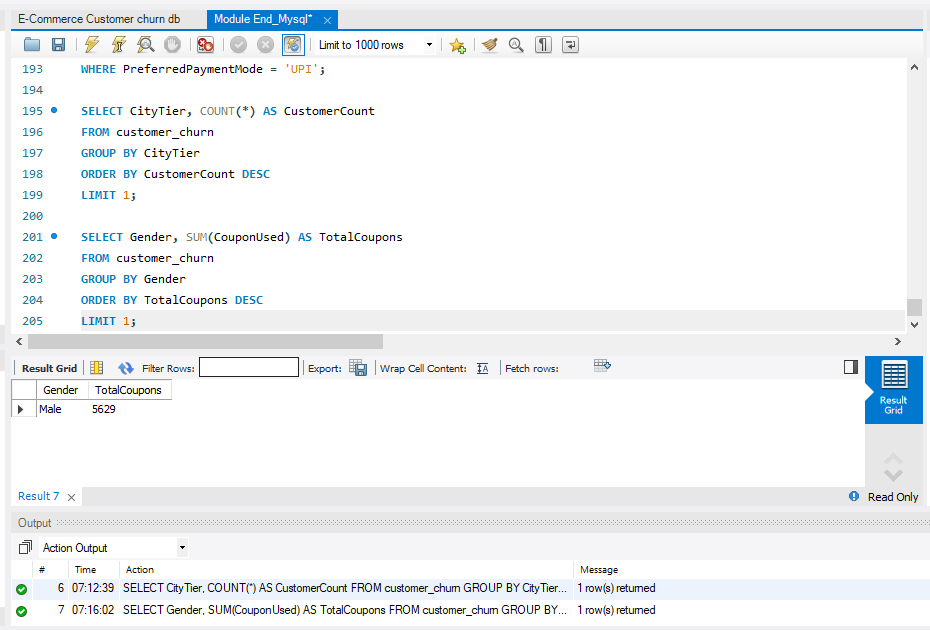 E-Commerce Customer churn db Module End_Mysql* ×
Limit to 1000 rows
193 WHERE PreferredPaymentMode = 'UPI';
194
195 SELECT CityTier, COUNT(*) AS CustomerCount
196 FROM customer_churn
197 GROUP BY CityTier
198 ORDER BY CustomerCount DESC
199 LIMIT 1;
200
201 SELECT Gender, SUM(CouponUsed) AS TotalCoupons
202 FROM customer_churn
203 GROUP BY Gender
204 ORDER BY TotalCoupons DESC
205 LIMIT 1;
Result Grid Filter Rows: Export: Wrap Cell Content: Fetch rows:
Gender TotalCoupons
Male 5629
Result
Grid
Result 7 × Read Only
Output
Action Output
# Time Action Message
6 07:12:39 SELECT CityTier, COUNT(*) AS CustomerCount FROM customer_churn GROUP BY CityTier... 1 row(s) returned
7 07:16:02 SELECT Gender, SUM(CouponUsed) AS TotalCoupons FROM customer_churn GROUP BY... 1 row(s) returned